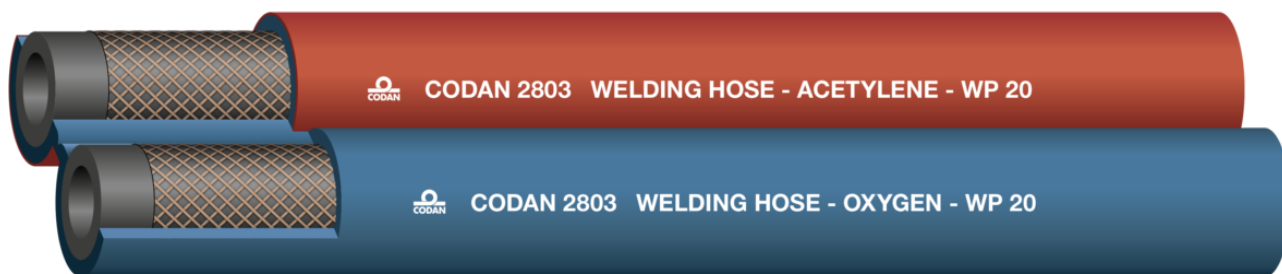 CODAN CODAN 2803 WELDING HOSE - ACETYLENE - WP 20
CODAN CODAN 2803 WELDING HOSE - OXYGEN - WP 20